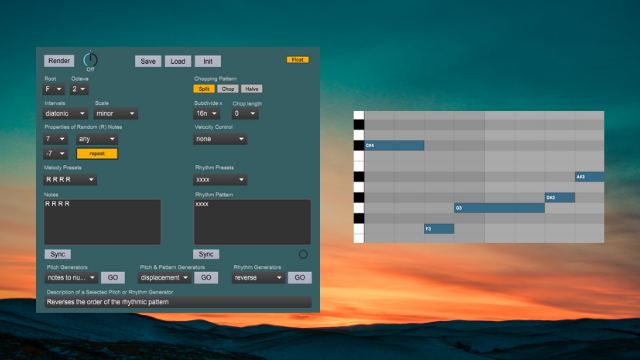 Render
Off
Save
Load
Init
Float
Root
Octave
F
2
Chopping Pattern
Split
Chop
Halve
Intervals
Scale
diatonic
minor
Subdivide x
Chop length
16n
0
Properties of Random (R) Notes
7
any
-7
repeat
Velocity Control
none
Melody Presets
R R R R
Rhythm Presets
xxxx
Notes
R R R R
Rhythm Pattern
xxxx
Sync
Sync
Pitch Generators
notes to nu...
GO
Pitch & Pattern Generators
displacement
GO
Rhythm Generators
reverse
GO
Description of a Selected Pitch or Rhythm Generator
Reverses the order of the rhythmic pattern
C#4
A#3
G#3
G3
F3